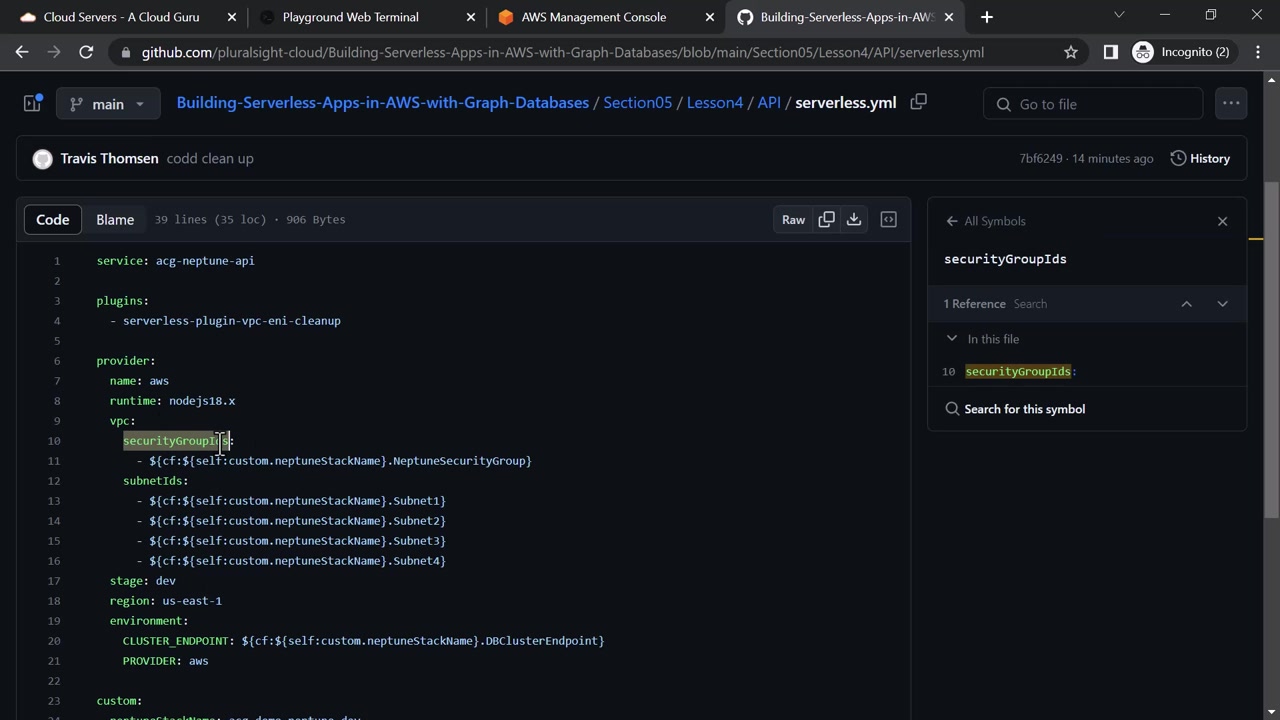 Cloud Servers - A Cloud Guru
Playground Web Terminal
AWS Management Console
Building-Serverless-Apps-in-AWS
github.com/pluralsight-cloud/Building-Serverless-Apps-in-AWS-with-Graph-Databases/blob/main/Section05/Lesson4/API/serverless.yml
Incognito (2)
main
Building-Serverless-Apps-in-AWS-with-Graph-Databases / Section05 / Lesson4 / API / serverless.yml
Go to file
Travis Thomsen codd clean up
7bf6249 · 14 minutes ago
History
Code
Blame
39 lines (35 loc) · 906 Bytes
Raw
1 service: acg-neptune-api
2
3 plugins:
4 - serverless-plugin-vpc-eni-cleanup
5
6 provider:
7 name: aws
8 runtime: nodejs18.x
9 vpc:
10 securityGroupIds:
11 - ${cf:${self:custom.neptuneStackName}.NeptuneSecurityGroup}
12 subnetIds:
13 - ${cf:${self:custom.neptuneStackName}.Subnet1}
14 - ${cf:${self:custom.neptuneStackName}.Subnet2}
15 - ${cf:${self:custom.neptuneStackName}.Subnet3}
16 - ${cf:${self:custom.neptuneStackName}.Subnet4}
17 stage: dev
18 region: us-east-1
19 environment:
20 CLUSTER_ENDPOINT: ${cf:${self:custom.neptuneStackName}.DBClusterEndpoint}
21 PROVIDER: aws
22
23 custom:
24 neptuneStackName: acg-demo-neptune-dev
All Symbols
securityGroupIds
1 Reference Search
In this file
10 securityGroupIds:
Search for this symbol